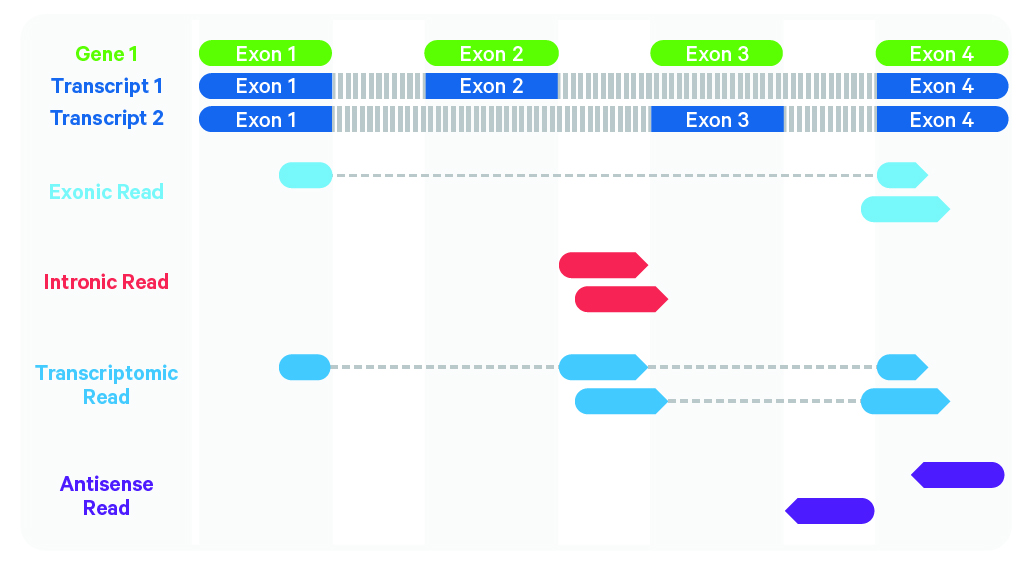 Gene 1 Exon 1 Exon 2 Exon 3 Exon 4
Transcript 1 Exon 1 Exon 2 Exon 4
Transcript 2 Exon 1 Exon 3 Exon 4
Exonic Read
Intronic Read
Transcriptomic
Read
Antisense
Read